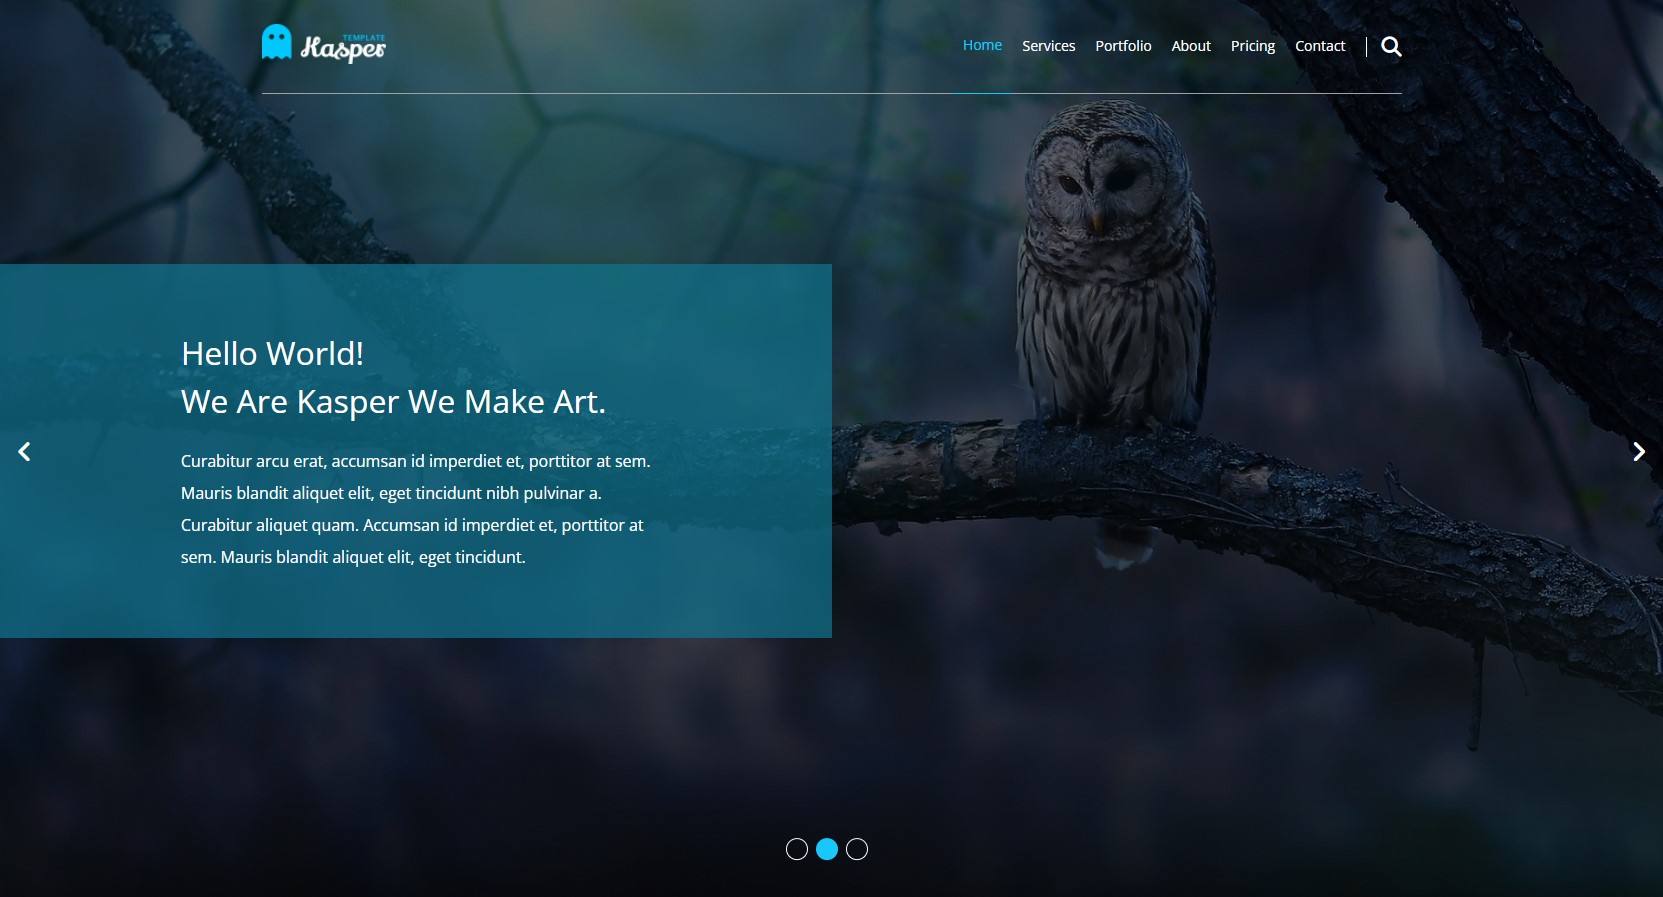 TEMPLATE
Kasper
Home Services Portfolio About Pricing Contact
Hello World!
We Are Kasper We Make Art.
Curabitur arcu erat, accumsan id imperdiet et, porttitor at sem.
Mauris blandit aliquet elit, eget tincidunt nibh pulvinar a.
Curabitur aliquet quam. Accumsan id imperdiet et, porttitor at
sem. Mauris blandit aliquet elit, eget tincidunt.